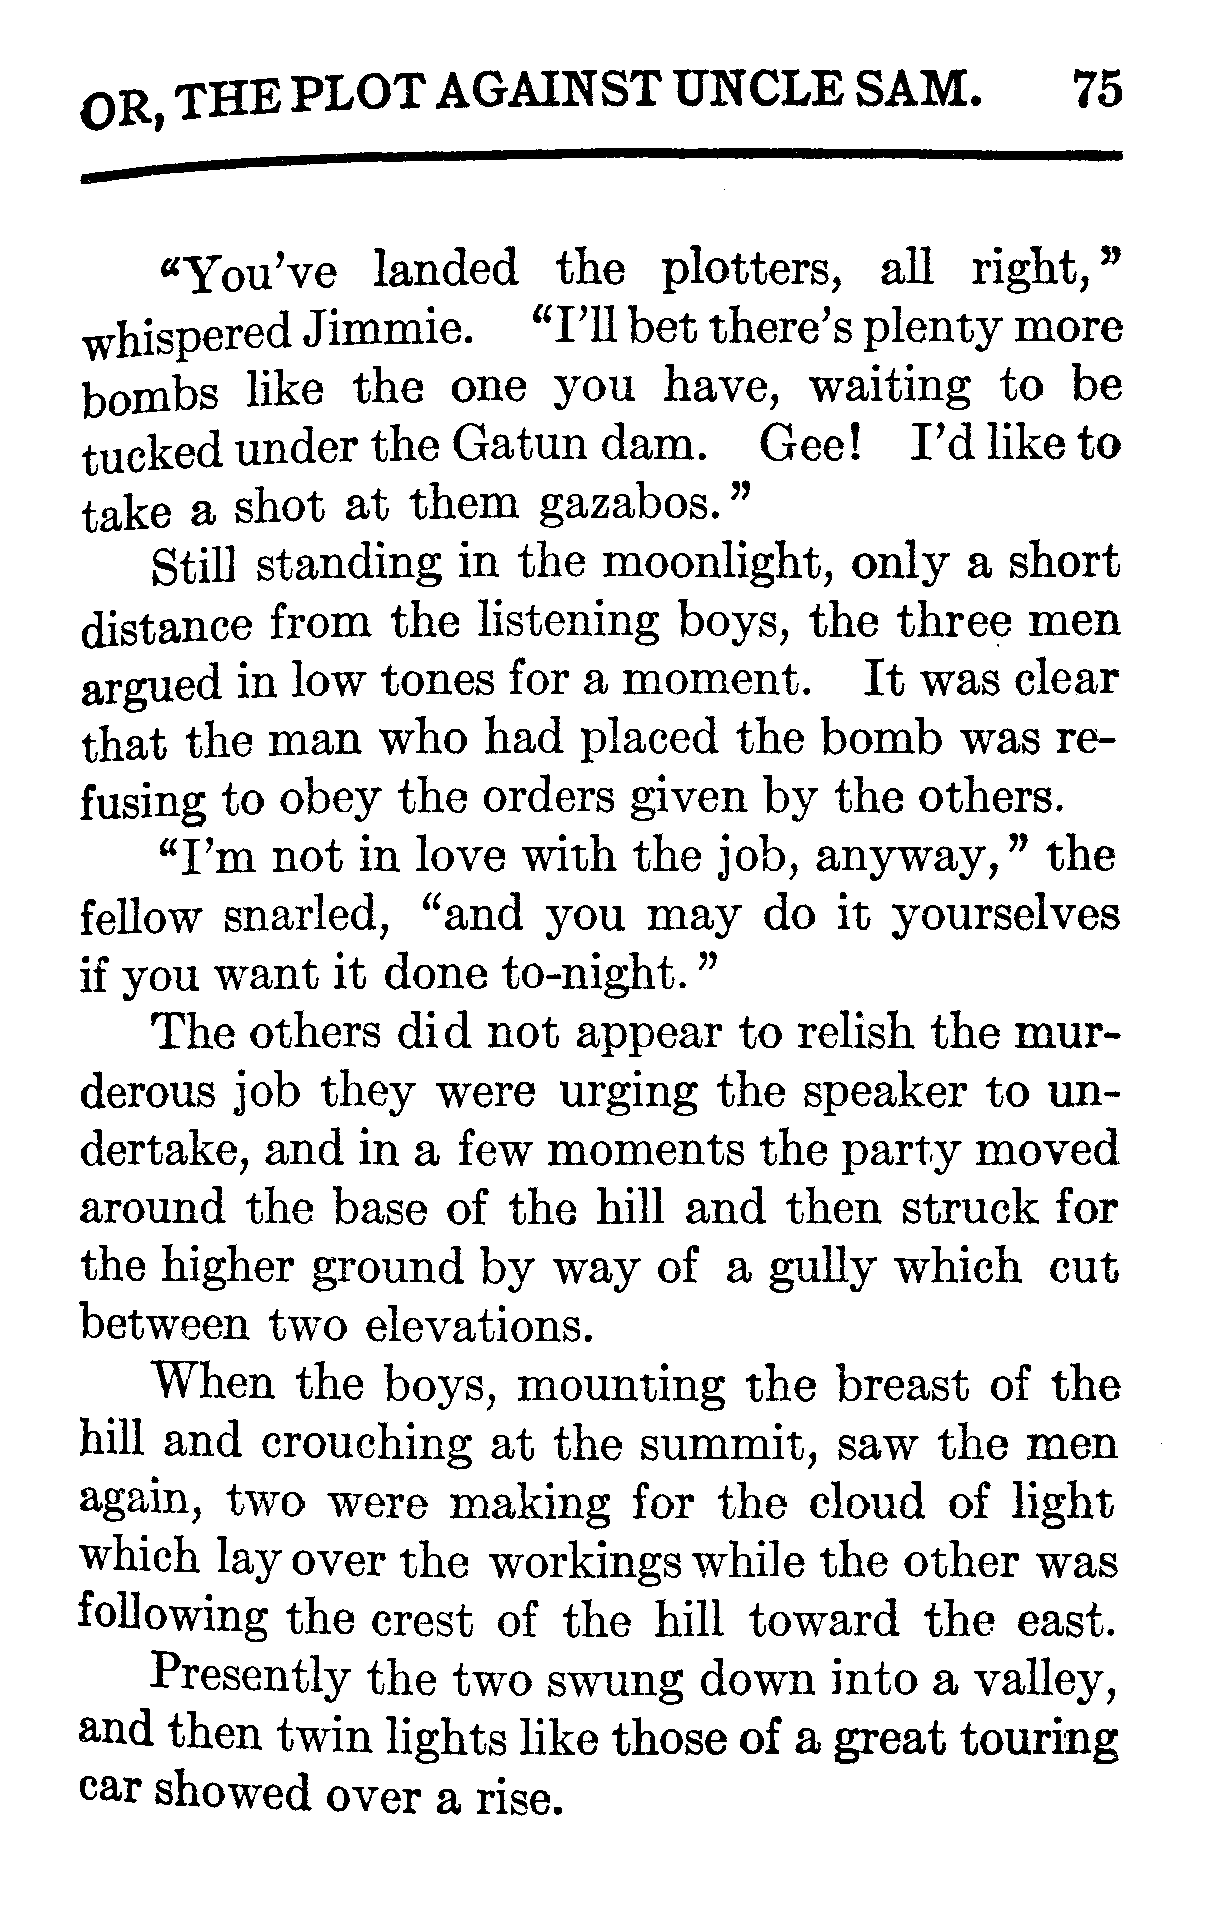 OR, THE PLOT AGAINST UNCLE SAM. 75
“You’ve landed the plotters, all right,”
whispered Jimmie. “I’ll bet there’s plenty more
bombs like the one you have, waiting to be
tucked under the Gatun dam. Gee! I’d like to
take a shot at them gazabos.”
Still standing in the moonlight, only a short
distance from the listening boys, the three men
argued in low tones for a moment. It was clear
that the man who had placed the bomb was re-
fusing to obey the orders given by the others.
“I’m not in love with the job, anyway,” the
fellow snarled, “and you may do it yourselves
if you want it done to-night.”
The others did not appear to relish the mur-
derous job they were urging the speaker to un-
dertake, and in a few moments the party moved
around the base of the hill and then struck for
the higher ground by way of a gully which cut
between two elevations.
When the boys, mounting the breast of the
hill and crouching at the summit, saw the men
again, two were making for the cloud of light
which lay over the workings while the other was
following the crest of the hill toward the east.
Presently the two swung down into a valley,
and then twin lights like those of a great touring
car showed over a rise.